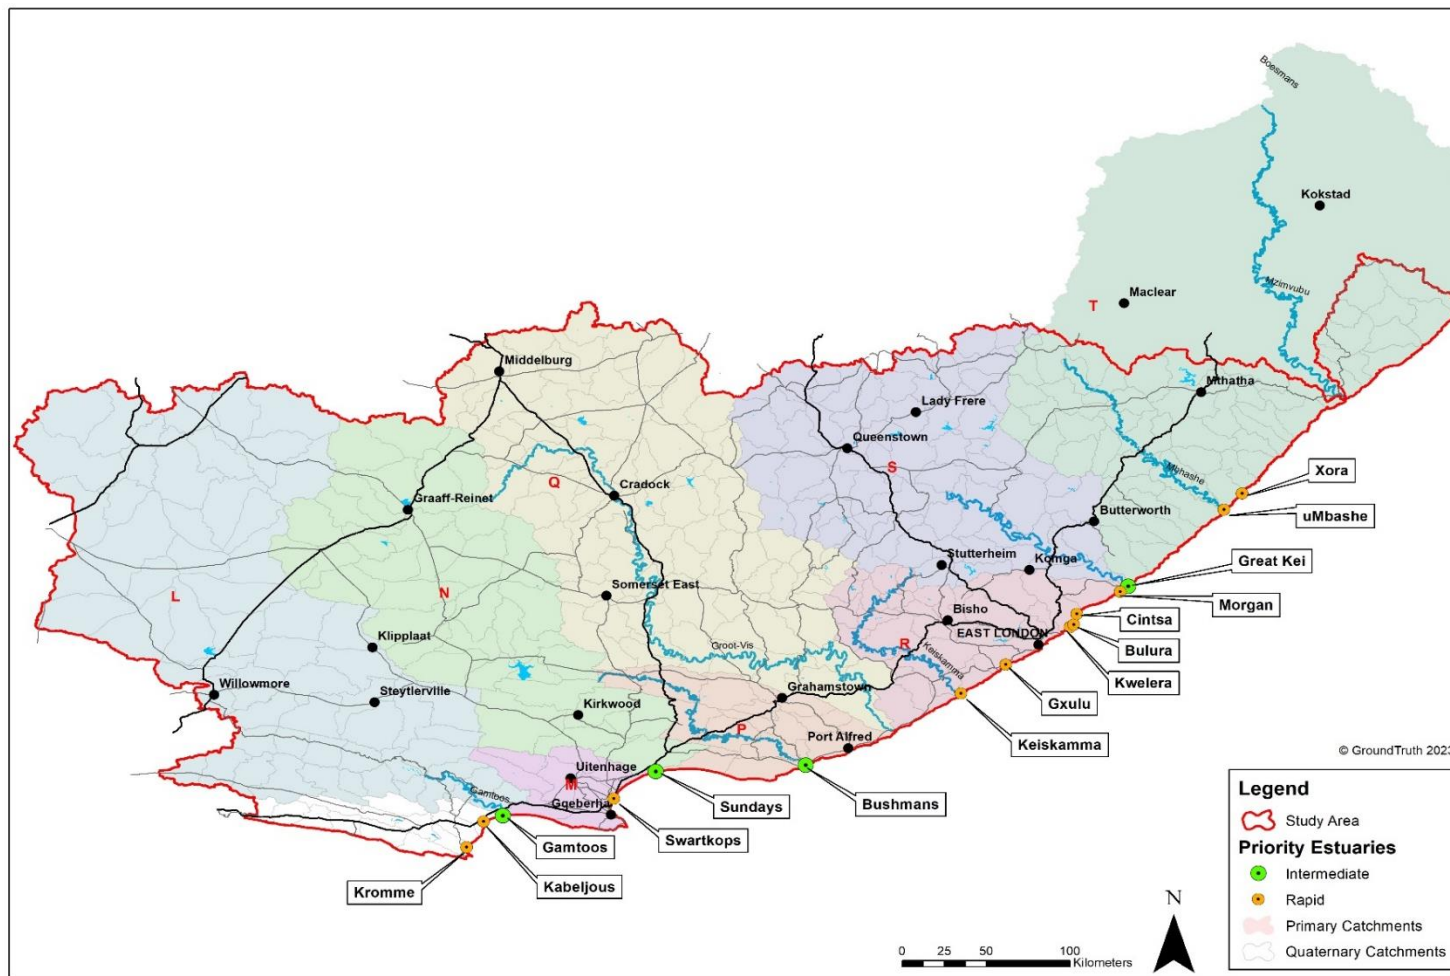 Boesmans
Kokstad
Mzimvubu
Maclear
T
Middelburg
Mthatha
Lady Frere
Queenstown
S
Q
Cradock
Graaff-Reinet
Mbhashe
Xora
uMbashe
Butterworth
Stutterheim
Komga
Great Kei
Morgan
L
N
Somerset East
Bisho
Cintsa
EAST LONDON
Bulura
Klipplaat
Groot-Vis
R
Keiskamma
Kwelera
Gxulu
Willowmore
Steytlerville
Kirkwood
Grahamstown
Keiskamma
P
Port Alfred
Uitenhage
M
Gqeberha
Gamtoos
Sundays
Bushmans
Swartkops
Gamtoos
Kabeljous
Kromme
© GroundTruth 2023
Legend
Study Area
Priority Estuaries
Intermediate
Rapid
Primary Catchments
Quaternary Catchments
N
0 25 50 100
Kilometers